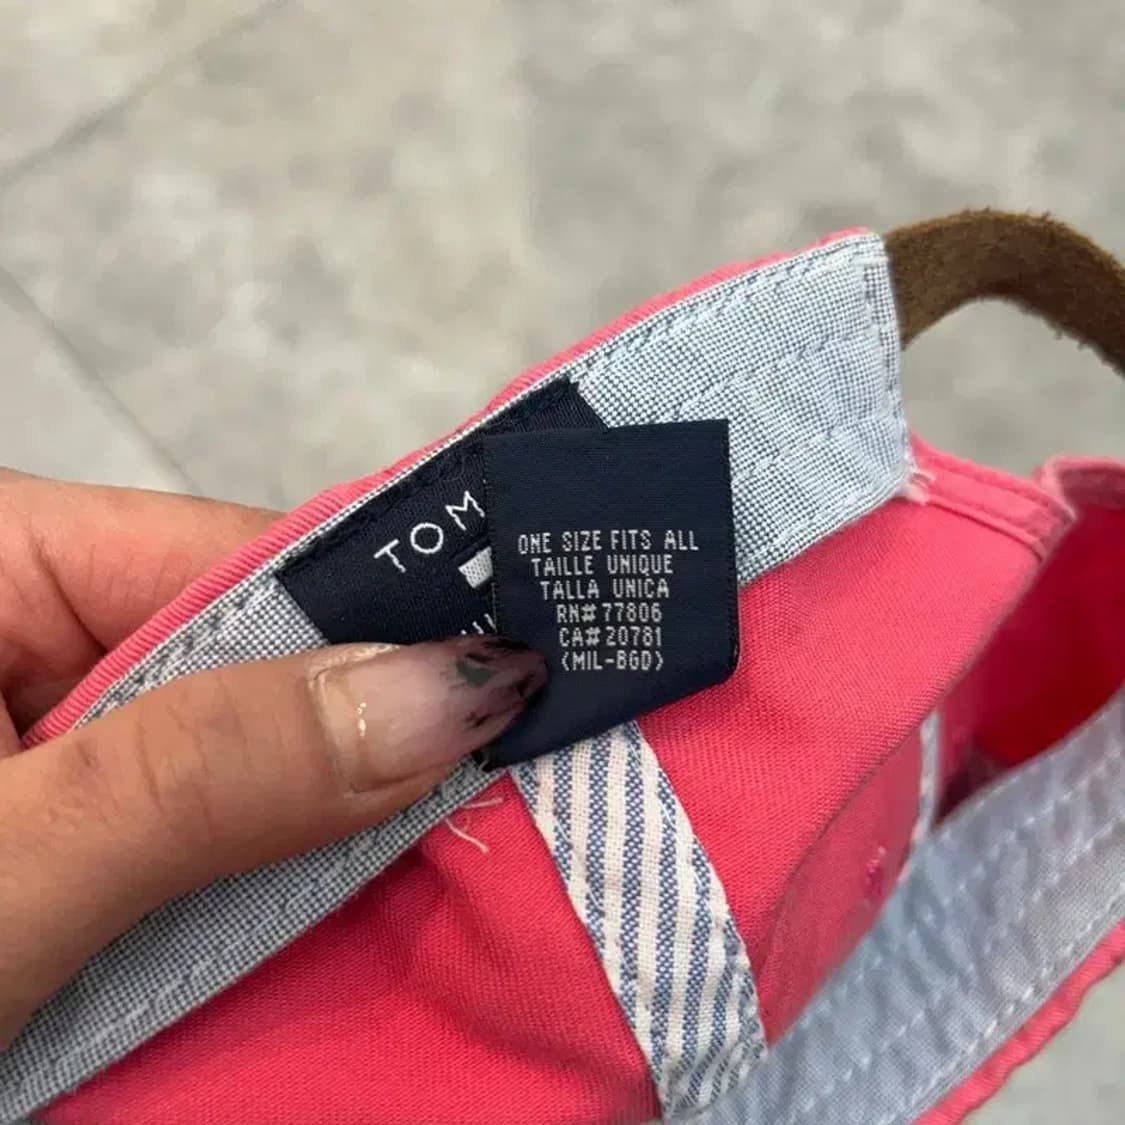 TOM
ONE SIZE FITS ALL
TAILLE UNIQUE
TALLA UNICA
RN# 77806
CA# 20781
(MIL-BGD)